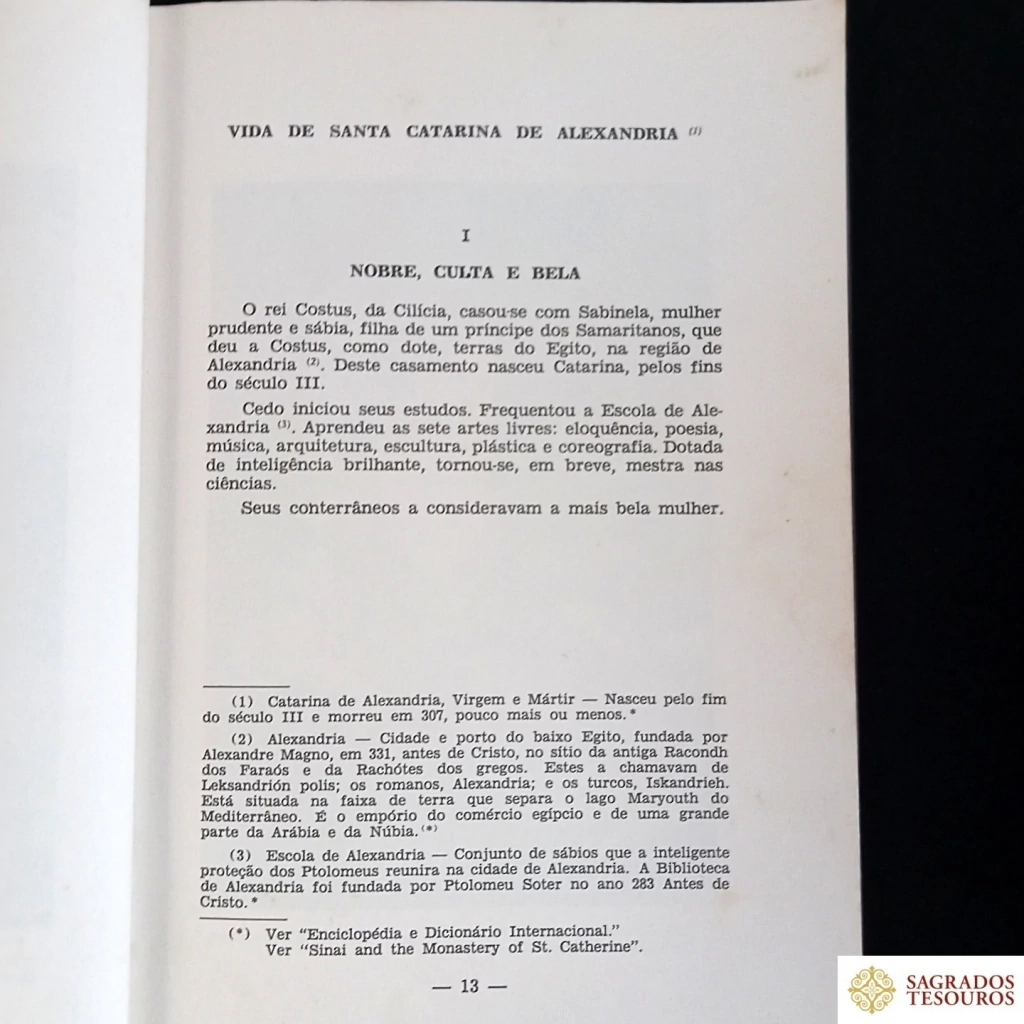 VIDA DE SANTA CATARINA DE ALEXANDRIA (1)
I
NOBRE, CULTA E BELA
O rei Costus, da Cilícia, casou-se com Sabinela, mulher
prudente e sábia, filha de um príncipe dos Samaritanos, que
deu a Costus, como dote, terras do Egito, na região de
Alexandria (2). Deste casamento nasceu Catarina, pelos fins
do século III.
Cedo iniciou seus estudos. Frequentou a Escola de Ale-
xandria (3). Aprendeu as sete artes livres: eloquência, poesia,
música, arquitetura, escultura, plástica e coreografia. Dotada
de inteligência brilhante, tornou-se, em breve, mestra nas
ciências.
Seus conterrâneos a consideravam a mais bela mulher.
(1) Catarina de Alexandria, Virgem e Mártir — Nasceu pelo fim
do século III e morreu em 307, pouco mais ou menos.*
(2) Alexandria — Cidade e porto do baixo Egito, fundada por
Alexandre Magno, em 331, antes de Cristo, no sítio da antiga Racondh
dos Faraós e da Rachótes dos gregos. Estes a chamavam de
Leksandrión polis; os romanos, Alexandria; e os turcos, Iskandrieh.
Está situada na faixa de terra que separa o lago Maryouth do
Mediterrâneo. É o empório do comércio egípcio e de uma grande
parte da Arábia e da Núbia.(*)
(3) Escola de Alexandria — Conjunto de sábios que a inteligente
proteção dos Ptolomeus reunira na cidade de Alexandria. A Biblioteca
de Alexandria foi fundada por Ptolomeu Soter no ano 283 Antes de
Cristo.*
(*) Ver "Enciclopédia e Dicionário Internacional."
Ver "Sinai and the Monastery of St. Catherine".
— 13 —
SAGRADOS
TESOUROS